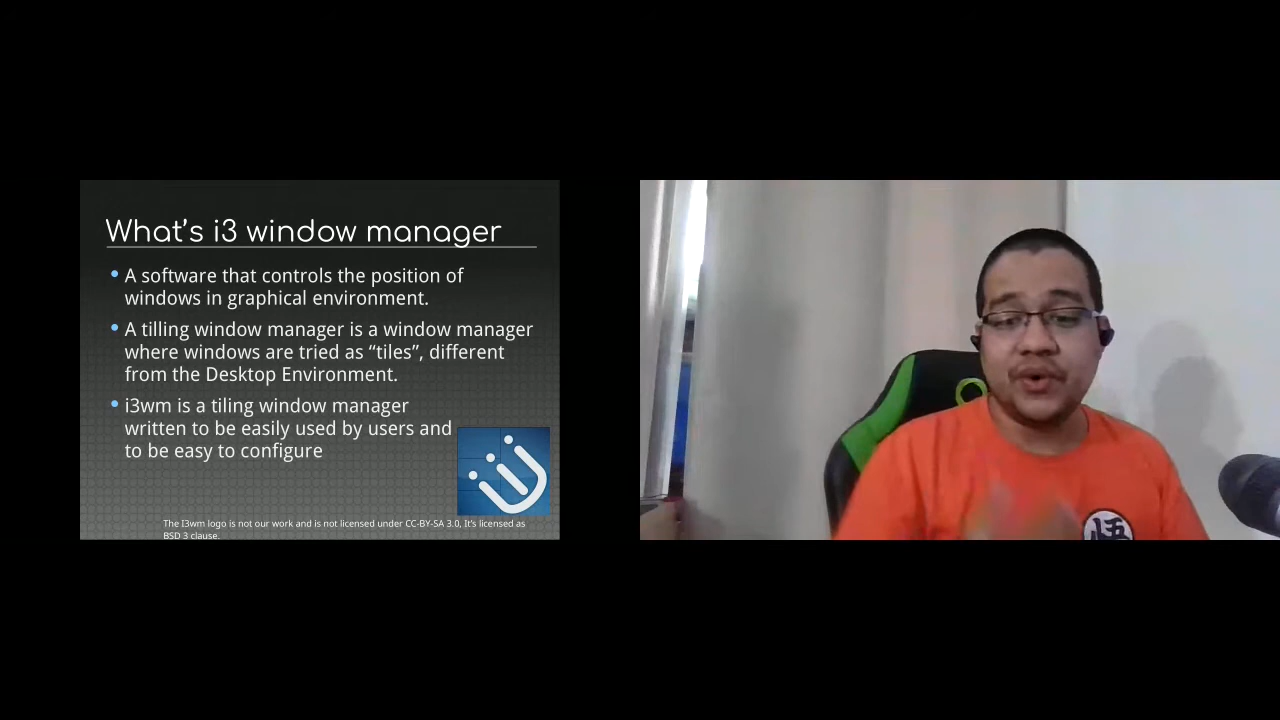 What's i3 window manager
A software that controls the position of
windows in graphical environment.
A tilling window manager is a window manager
where windows are tried as “tiles”, different
from the Desktop Environment.
i3wm is a tiling window manager
written to be easily used by users and
to be easy to configure
The I3wm logo is not our work and is not licensed under CC-BY-SA 3.0, It's licensed as
BSD 3 clause.
悟